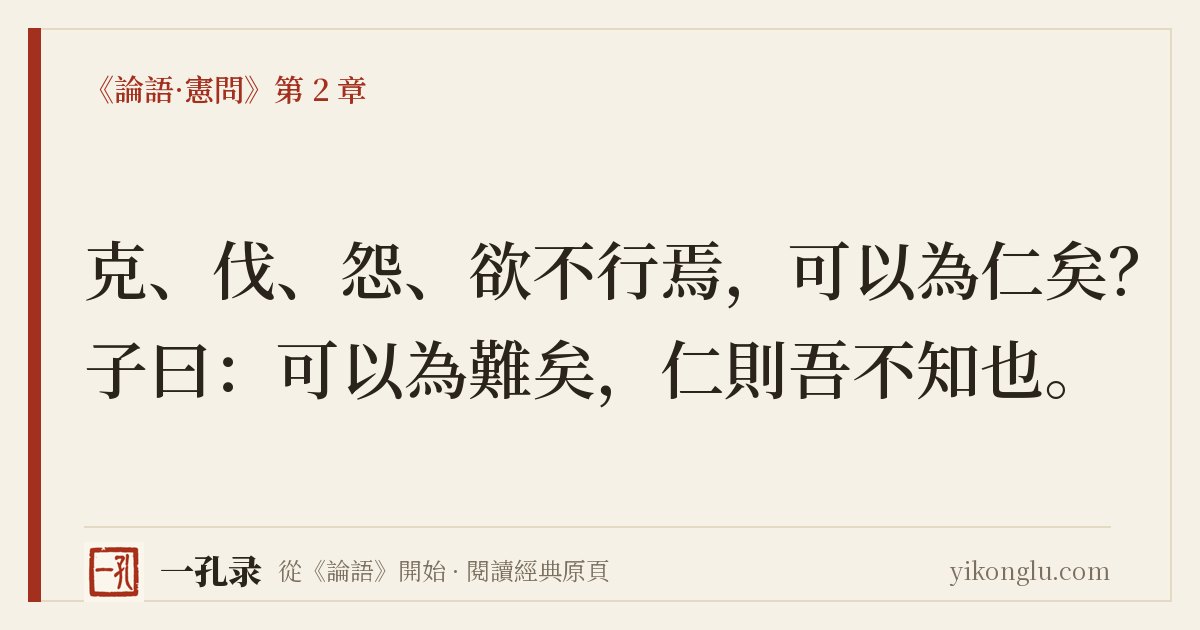 《論語·憲問》第 2 章
克、伐、怨、欲不行焉，可以為仁矣？
子曰：可以為難矣，仁則吾不知也。
一孔
一孔录 從《論語》開始 · 閱讀經典原頁
yikonglu.com